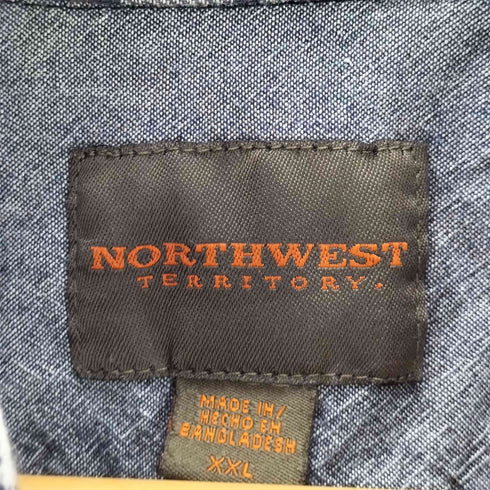 NORTHWEST
TERRITORY.
MADE IN/
HECHO EN
BANGLADESH
XXL